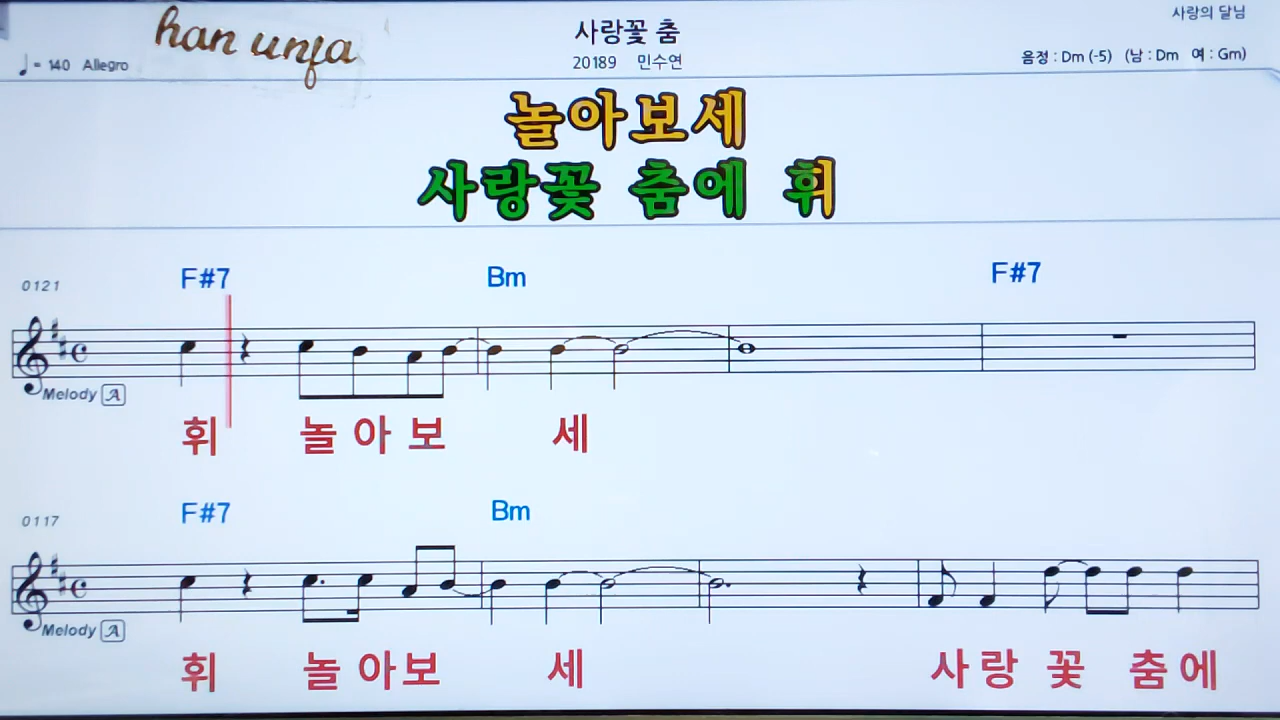 사랑의 달님
han unfa
사랑꽃 춤
♩= 140 Allegro
20189 민수연
음정 : Dm (-5) (남 : Dm 여 : Gm)
놀아보세
사랑꽃 춤에 휘
0121 F#7 Bm F#7
Melody A
휘 놀아보 세
0117 F#7 Bm
Melody A
휘 놀아보 세 사랑 꽃 춤에